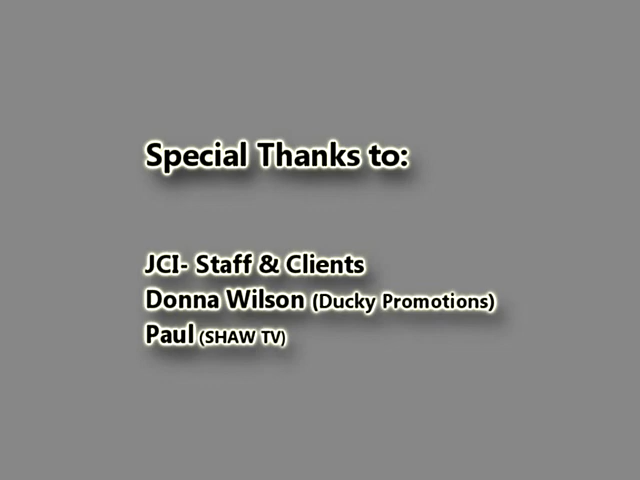 Special Thanks to:
JCI- Staff & Clients
Donna Wilson (Ducky Promotions)
Paul (SHAW TV)